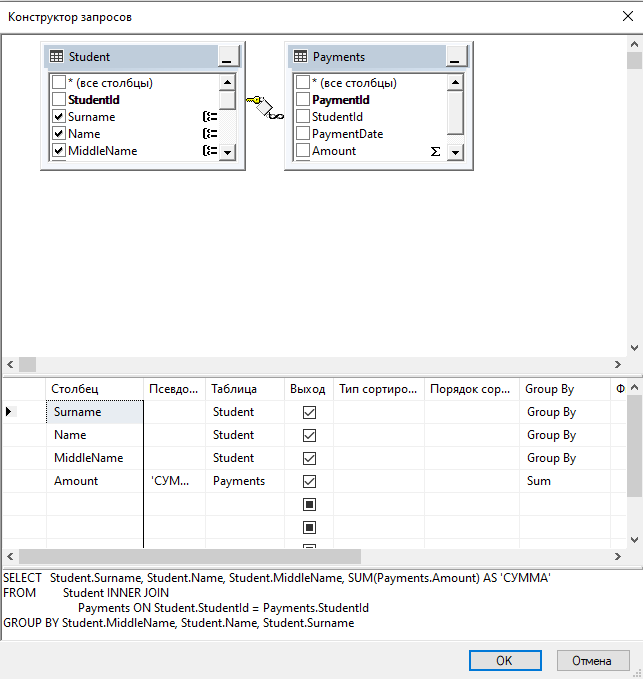 Конструктор запросов
Student
* (все столбцы)
StudentId
Surname
Name
MiddleName
Payments
* (все столбцы)
PaymentId
StudentId
PaymentDate
Amount Σ
Столбец Псевдо... Таблица Выход Тип сортиро... Порядок сор... Group By Ф
Surname Student Group By
Name Student Group By
MiddleName Student Group By
Amount 'СУМ... Payments Sum
SELECT Student.Surname, Student.Name, Student.MiddleName, SUM(Payments.Amount) AS 'СУММА'
FROM Student INNER JOIN
Payments ON Student.StudentId = Payments.StudentId
GROUP BY Student.MiddleName, Student.Name, Student.Surname
OK Отмена